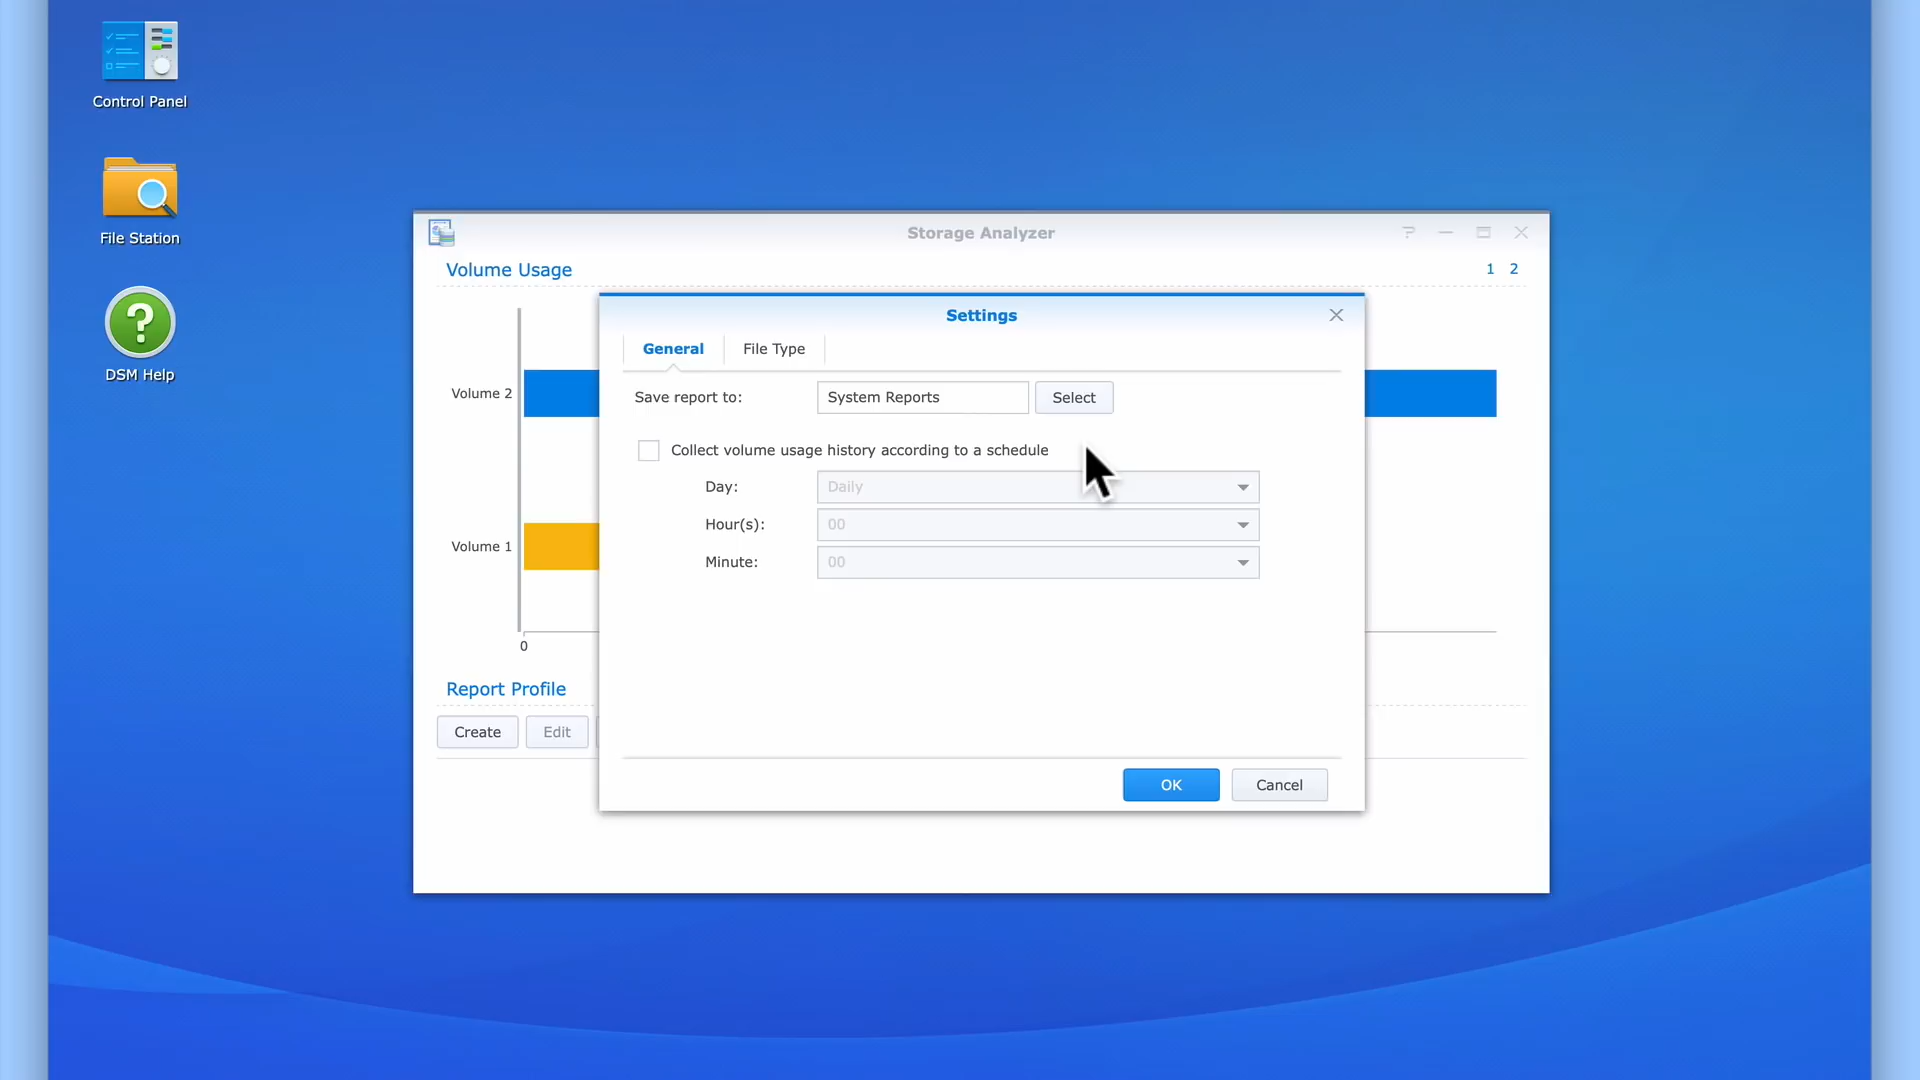 Control Panel
File Station
DSM Help
Storage Analyzer
Volume Usage
1 2
Settings
General File Type
Save report to: System Reports Select
Collect volume usage history according to a schedule
Day: Daily
Hour(s): 00
Minute: 00
Volume 2
Volume 1
0
Report Profile
Create Edit
OK Cancel